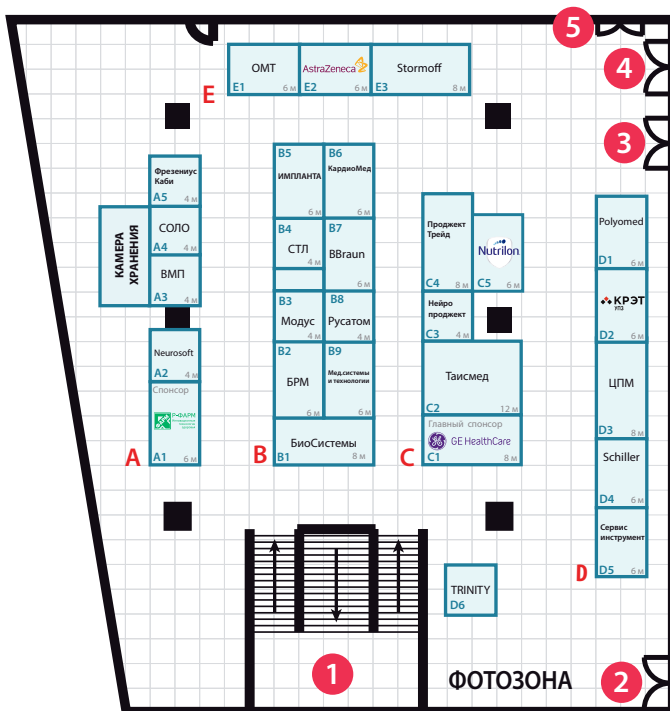 5
4
3
ОМТ
E1
6 м
AstraZeneca
E2
6 м
Stormoff
E3
8 м
E
Фрезениус
Каби
A5
4 м
СОЛО
A4
4 м
КАМЕРА
ХРАНЕНИЯ
ВМП
A3
4 м
Neurosoft
A2
4 м
Спонсор
Р-ФАРМ
A1
6 м
A
B5
ИМПЛАНТА
6 м
B6
КардиоМед
6 м
B4
СТЛ
4 м
B7
BBraun
6 м
B3
Модус
4 м
B8
Русатом
4 м
B2
БРМ
6 м
B9
Мед.системы
и технологии
6 м
БиоСистемы
B1
8 м
B
Проджект
Трейд
C4
8 м
Nutrilon
C5
6 м
Нейро
проджект
C3
4 м
Таисмед
C2
12 м
Главный спонсор
GE HealthCare
C1
8 м
C
Polyomed
D1
6 м
КРЭТ
УПЗ
D2
6 м
ЦПМ
D3
8 м
Schiller
D4
6 м
Сервис
инструмент
D5
6 м
D
TRINITY
D6
1
ФОТОЗОНА
2